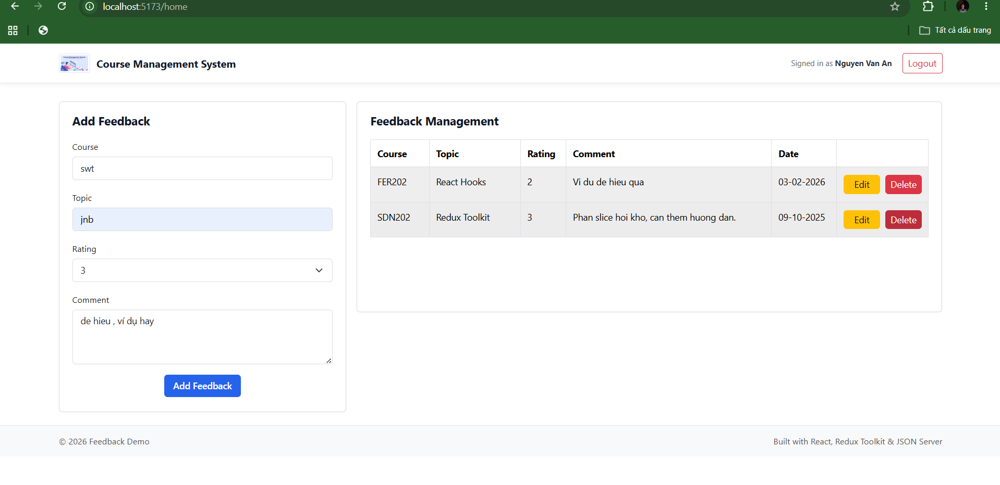 localhost:5173/home
Tất cả dấu trang
Course Management System
Signed in as Nguyen Van An
Logout
Add Feedback
Course
swt
Topic
jnb
Rating
3
Comment
de hieu , ví dụ hay
Add Feedback
Feedback Management
Course Topic Rating Comment Date
FER202 React Hooks 2 Vi du de hieu qua 03-02-2026 Edit Delete
SDN202 Redux Toolkit 3 Phan slice hoi kho, can them huong dan. 09-10-2025 Edit Delete
© 2026 Feedback Demo
Built with React, Redux Toolkit & JSON Server